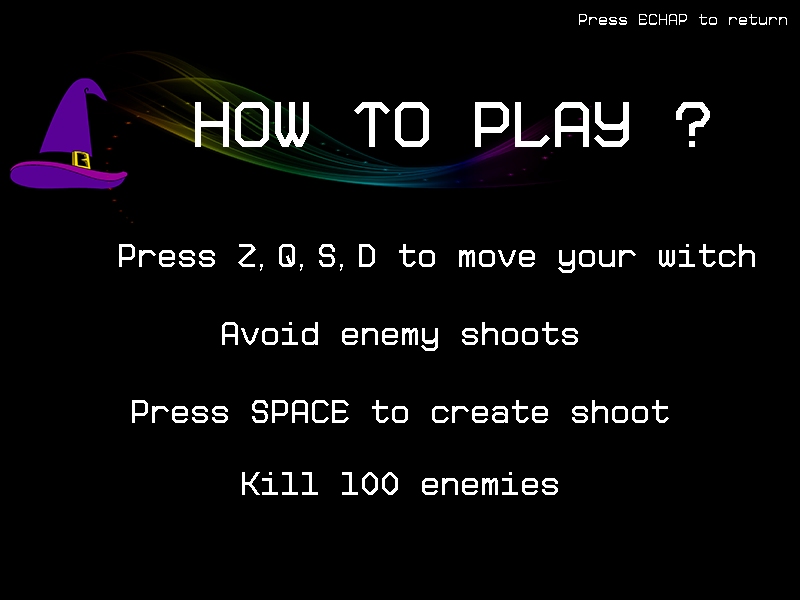 Press ECHAP to return
HOW TO PLAY ?
Press Z, Q, S, D to move your witch
Avoid enemy shoots
Press SPACE to create shoot
Kill 100 enemies